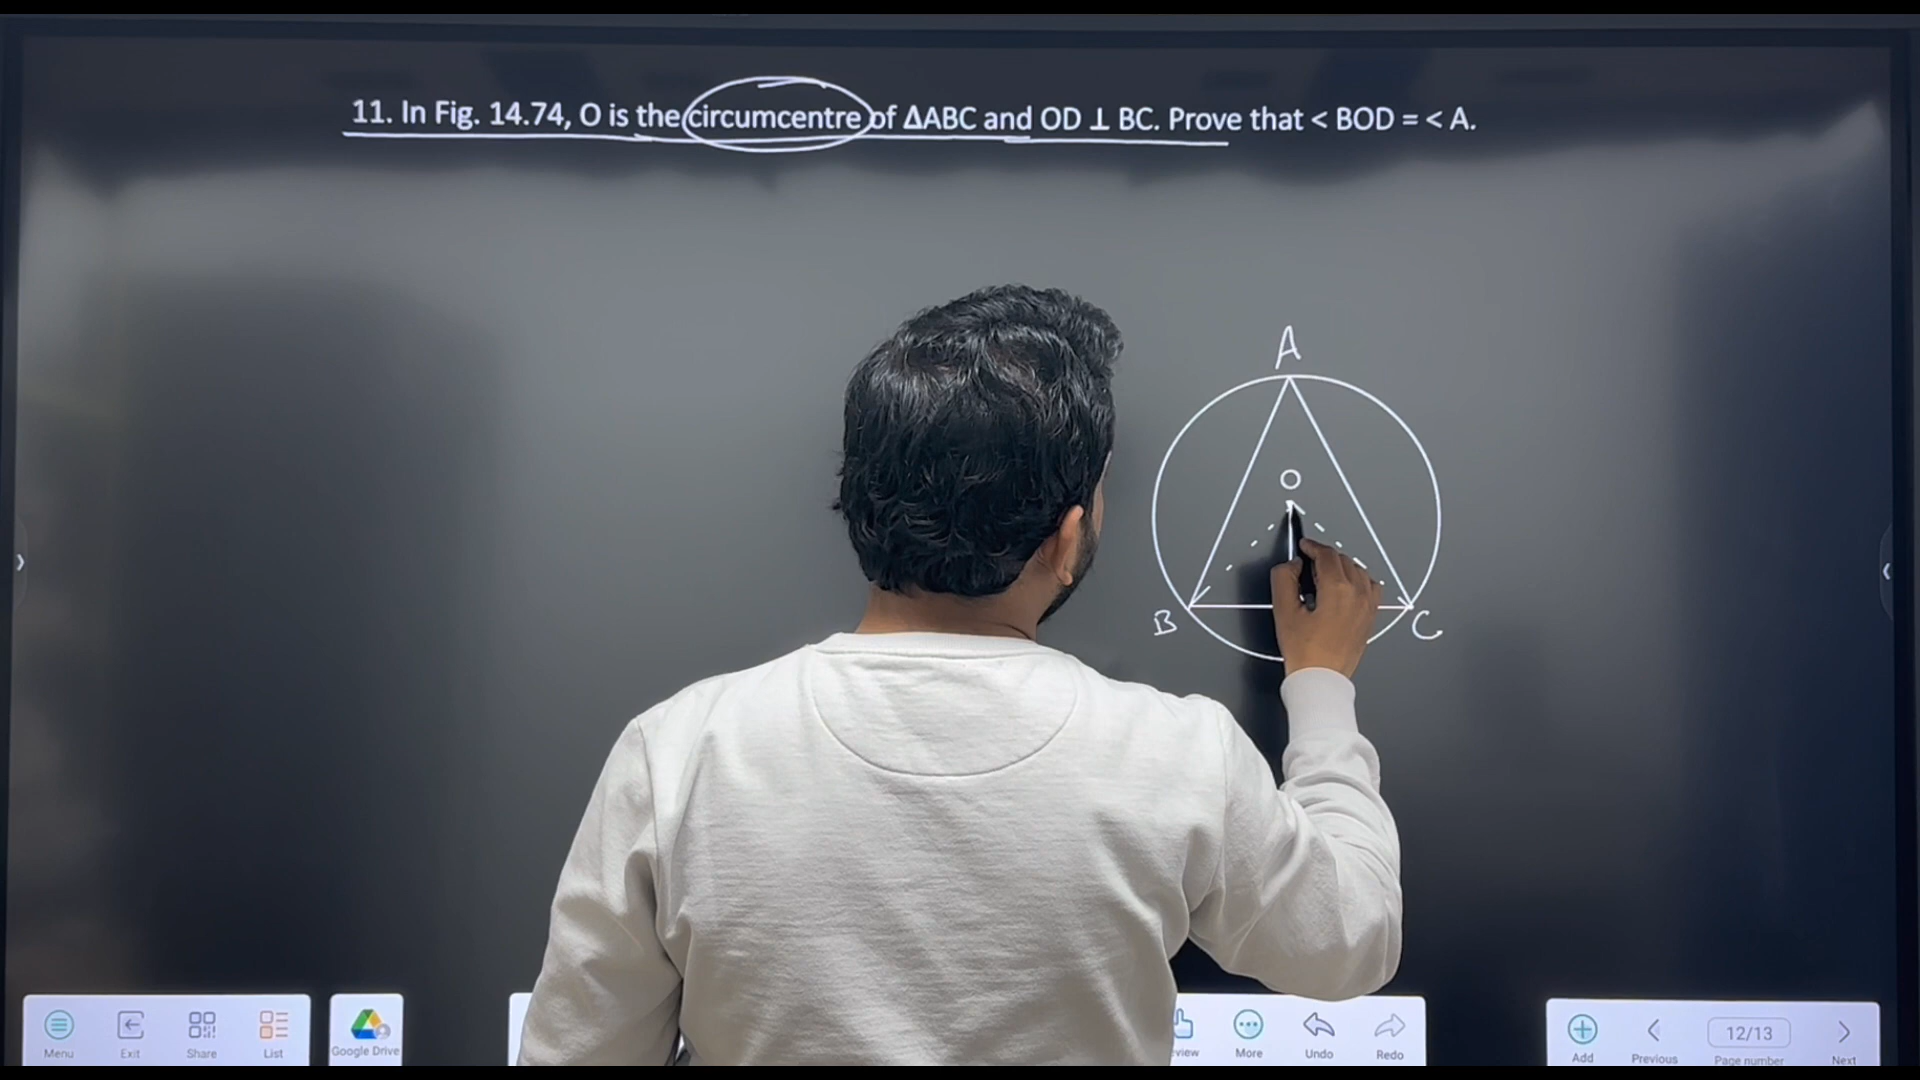 11. In Fig. 14.74, O is the circumcentre of ΔABC and OD ⊥ BC. Prove that < BOD = < A.
A
O
B
C
Menu
Exit
Share
List
Google Drive
view
More
Undo
Redo
Add
Previous
12/13
Page number
Next